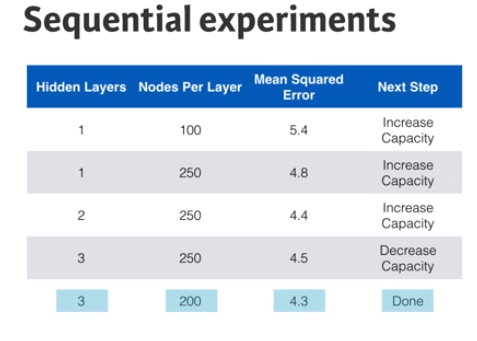 Sequential experiments
Hidden Layers Nodes Per Layer Mean Squared Error Next Step
1 100 5.4 Increase Capacity
1 250 4.8 Increase Capacity
2 250 4.4 Increase Capacity
3 250 4.5 Decrease Capacity
3 200 4.3 Done